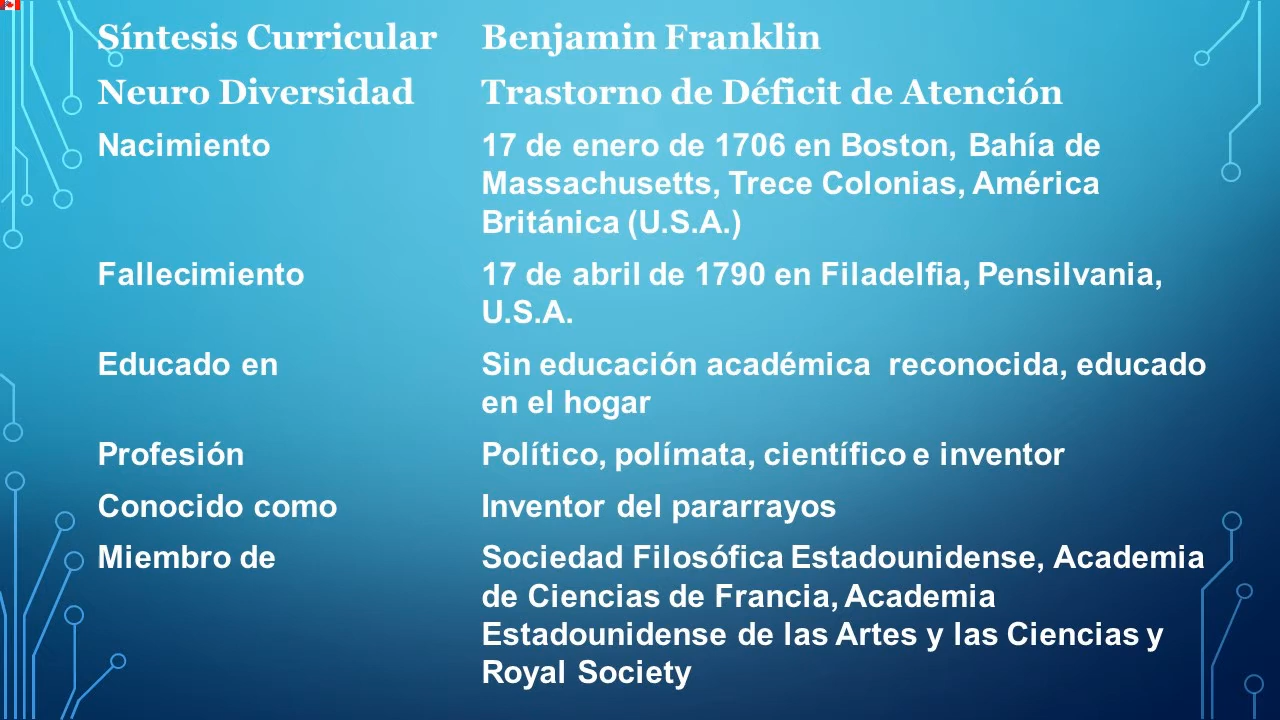 Síntesis Curricular Benjamin Franklin
Neuro Diversidad Trastorno de Déficit de Atención
Nacimiento 17 de enero de 1706 en Boston, Bahía de
Massachusetts, Trece Colonias, América
Británica (U.S.A.)
Fallecimiento 17 de abril de 1790 en Filadelfia, Pensilvania,
U.S.A.
Educado en Sin educación académica reconocida, educado
en el hogar
Profesión Político, polímata, científico e inventor
Conocido como Inventor del pararrayos
Miembro de Sociedad Filosófica Estadounidense, Academia
de Ciencias de Francia, Academia
Estadounidense de las Artes y las Ciencias y
Royal Society